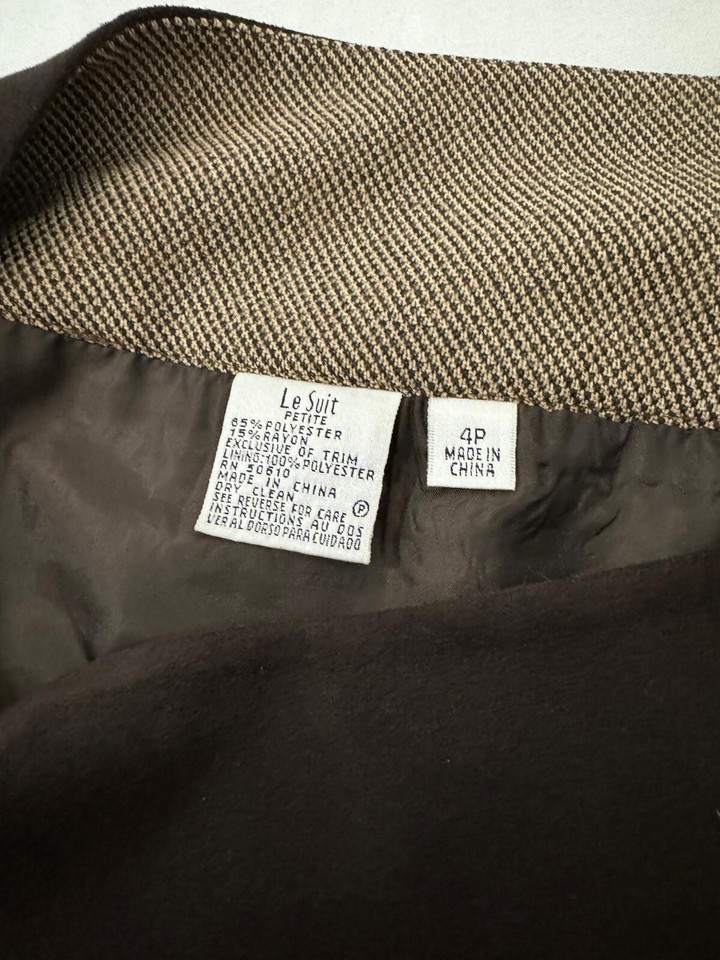 Le Suit
PETITE
85% POLYESTER
15% RAYON
EXCLUSIVE OF TRIM
LINING:100% POLYESTER
RN 50610
MADE IN CHINA
DRY CLEAN Ⓟ
SEE REVERSE FOR CARE
INSTRUCTIONS AU DOS
VER AL DORSO PARA CUIDADO
4P
MADE IN
CHINA